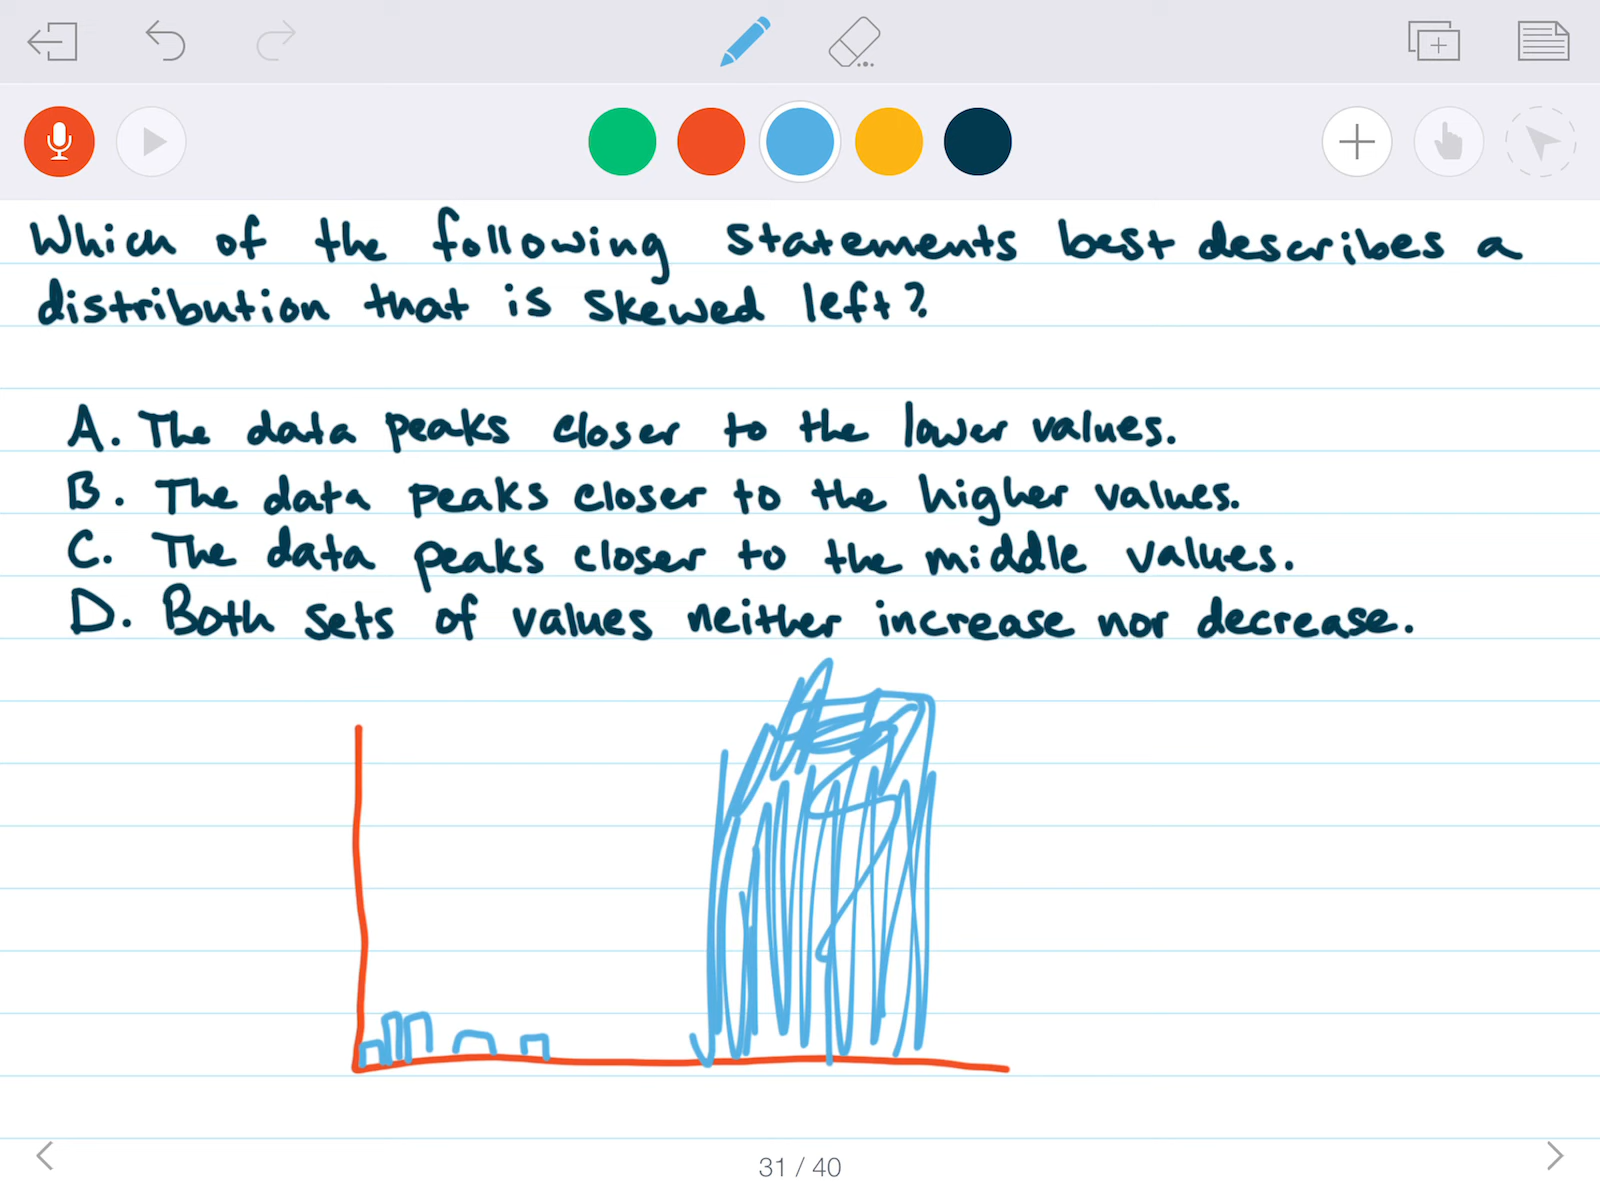 Which of the following statements best describes a
distribution that is skewed left?
A. The data peaks closer to the lower values.
B. The data peaks closer to the higher values.
C. The data peaks closer to the middle values.
D. Both sets of values neither increase nor decrease.
31 / 40